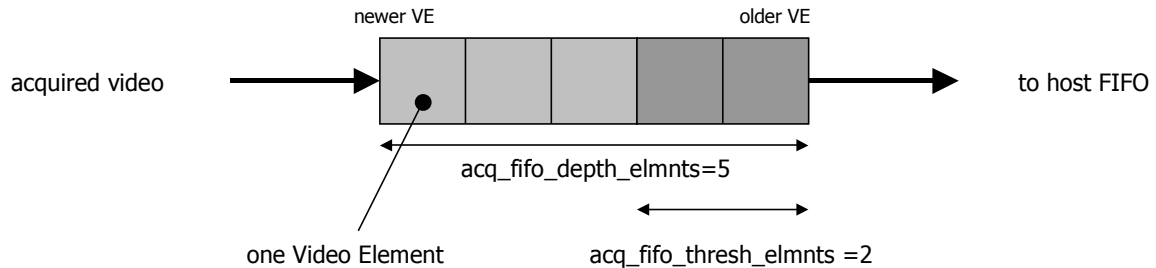 newer VE
older VE
acquired video
to host FIFO
acq_fifo_depth_elmnts=5
one Video Element
acq_fifo_thresh_elmnts =2